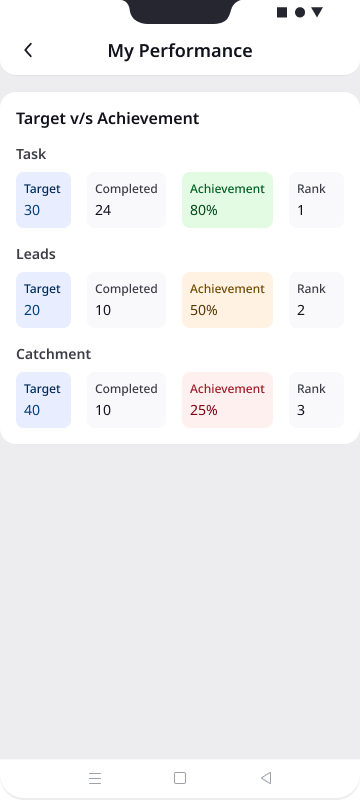 My Performance
Target v/s Achievement
Task
Target Completed Achievement Rank
30 24 80% 1
Leads
Target Completed Achievement Rank
20 10 50% 2
Catchment
Target Completed Achievement Rank
40 10 25% 3